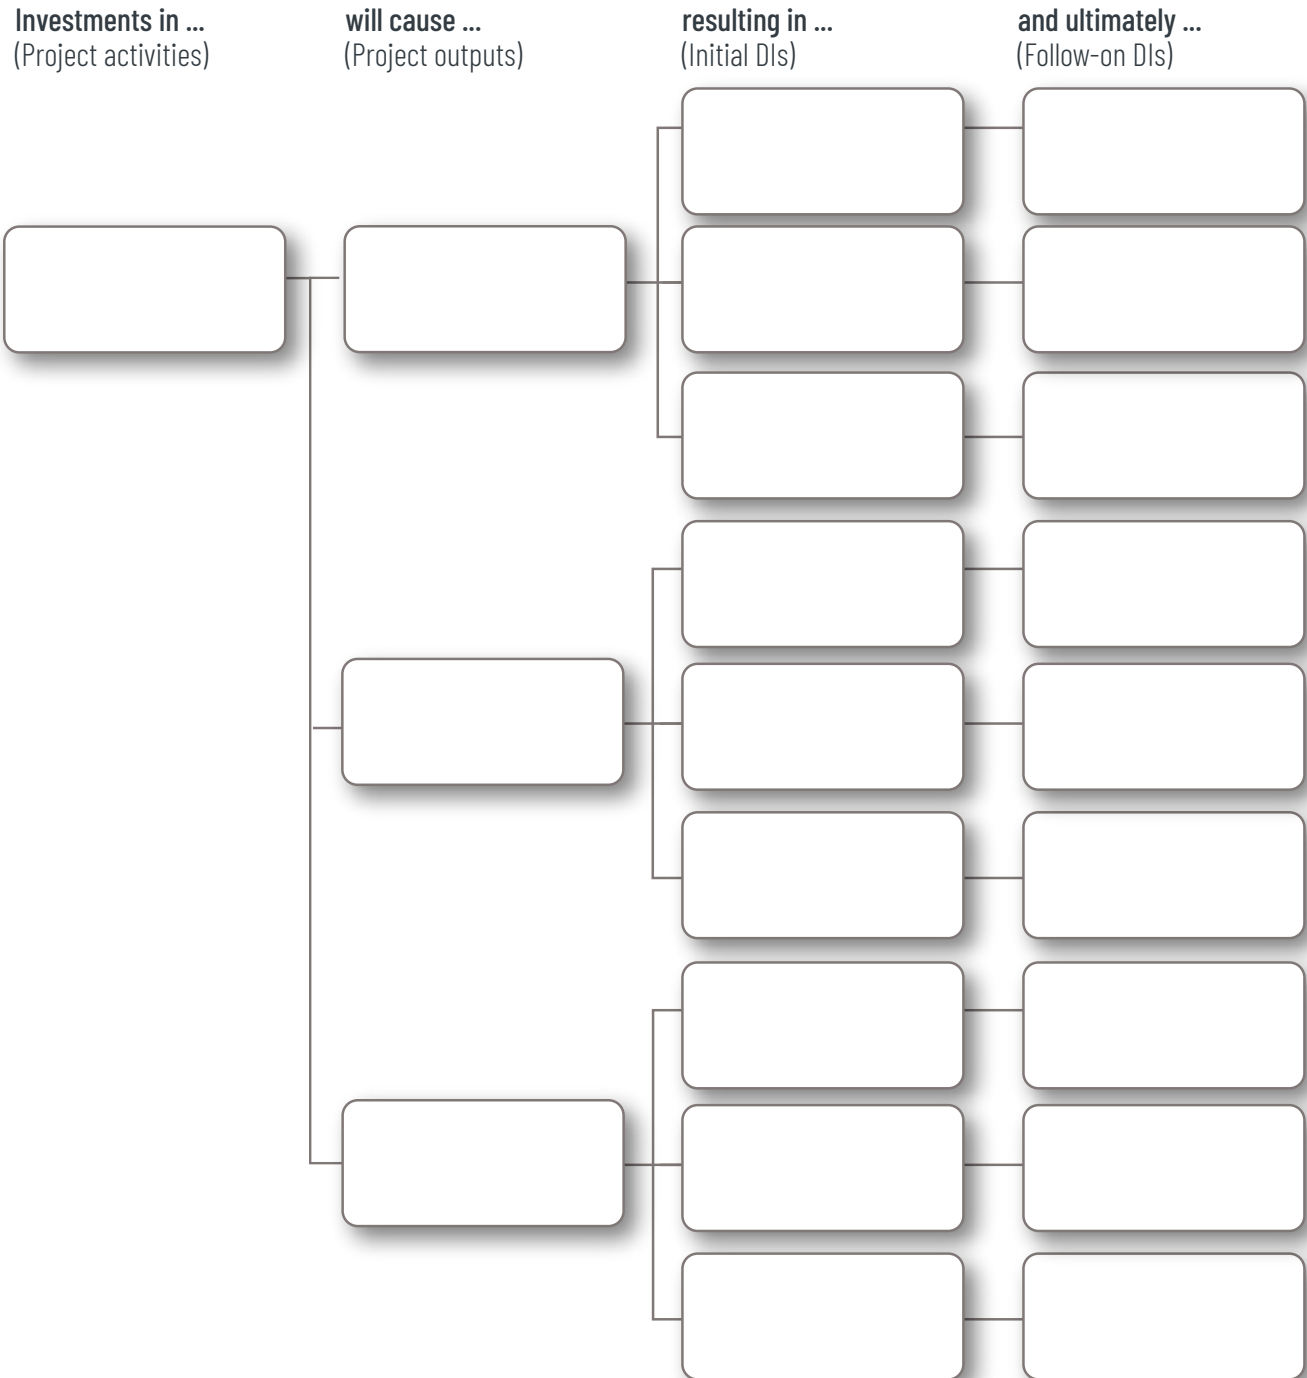 Investments in ...
(Project activities)
will cause ...
(Project outputs)
resulting in ...
(Initial DIs)
and ultimately ...
(Follow-on DIs)